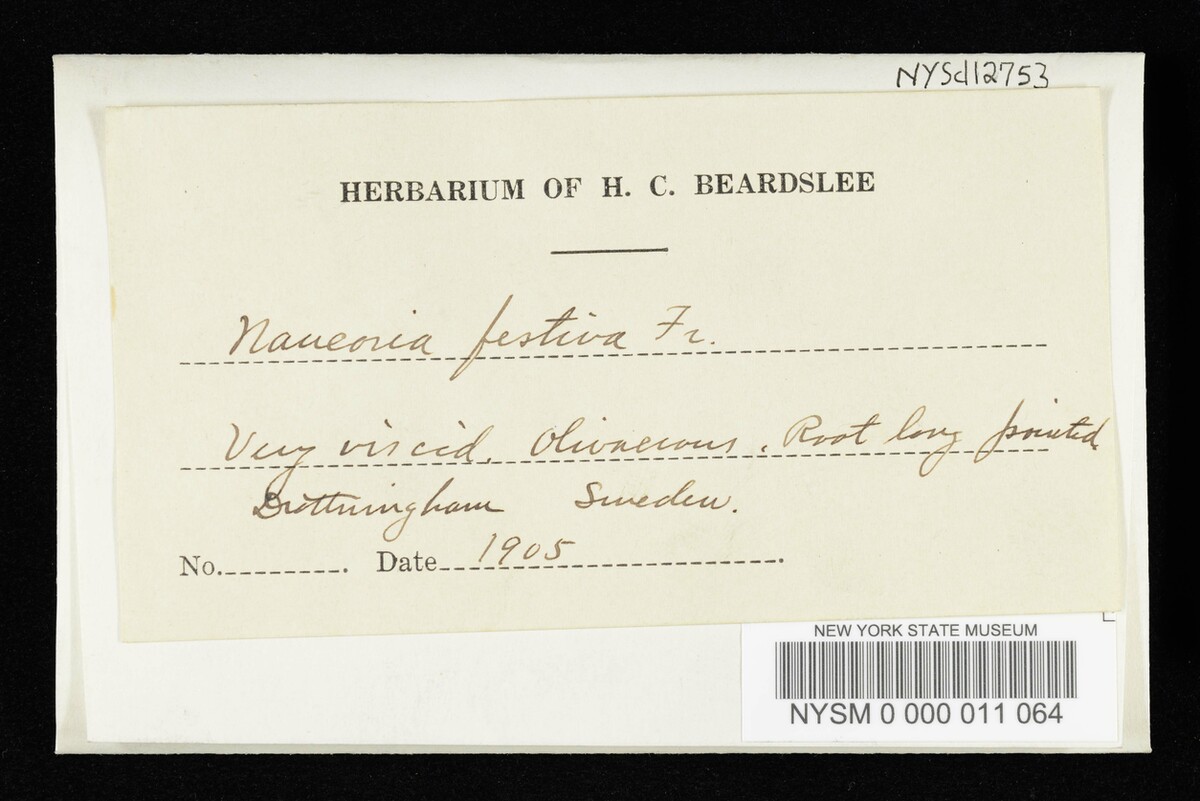 NYSd12753
HERBARIUM OF H. C. BEARDSLEE
Naucoria festiva Fr.
Very viscid. Olivaceous. Root long pointed.
Drottningham Sweden.
No. Date 1905
NEW YORK STATE MUSEUM
NYSM 0 000 011 064